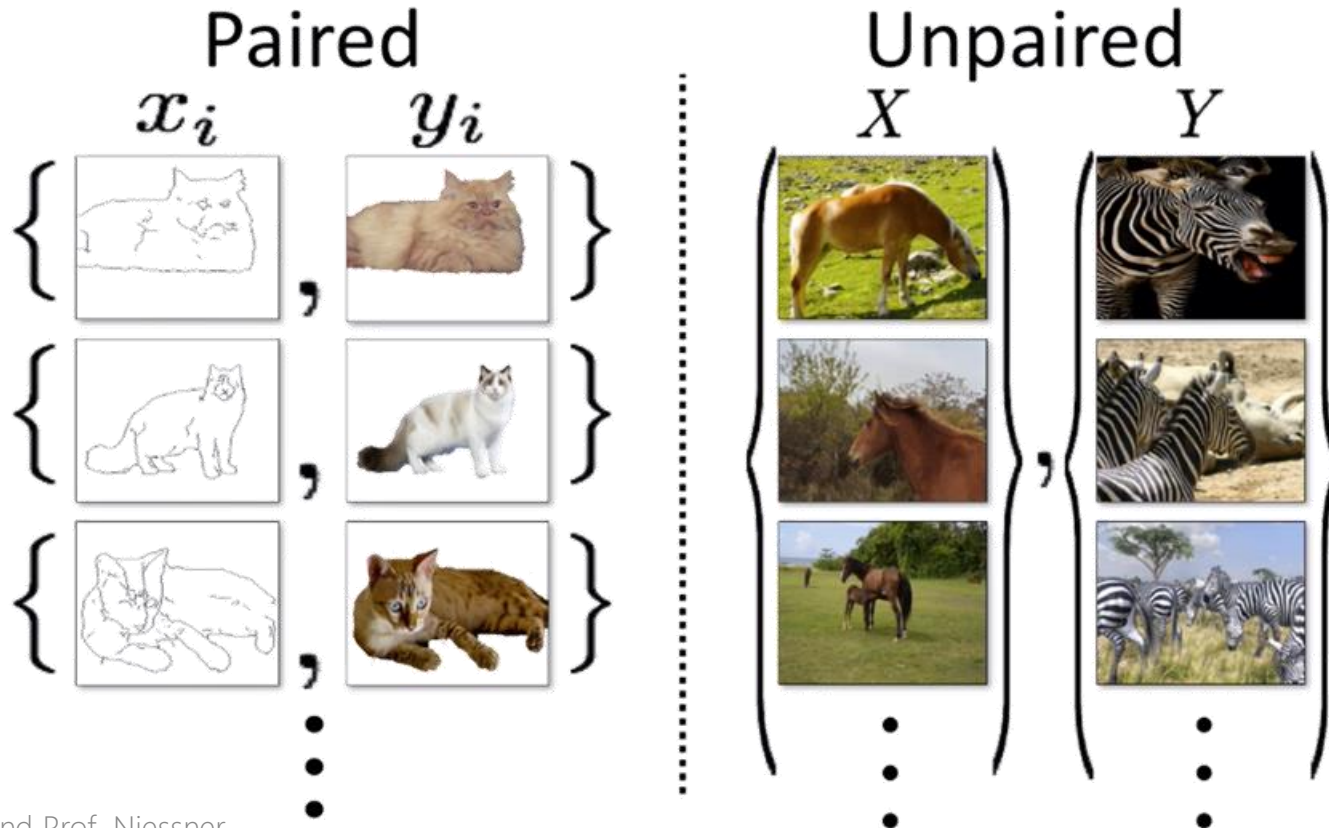 Paired
Unpaired
x_i y_i
X Y
{ , }
{ , }
{ , }
{ } , { }
nd Prof. Niessner